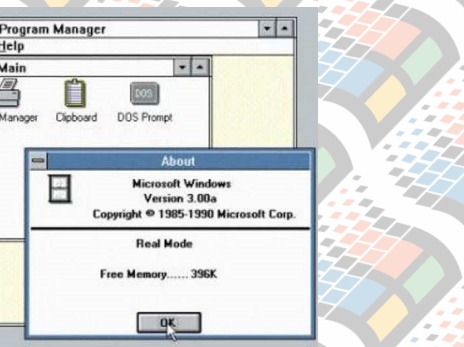 Program Manager
Help
Main
Manager
Clipboard
DOS Prompt
DOS
About
Microsoft Windows
Version 3.00a
Copyright © 1985-1990 Microsoft Corp.
Real Mode
Free Memory...... 396K
OK